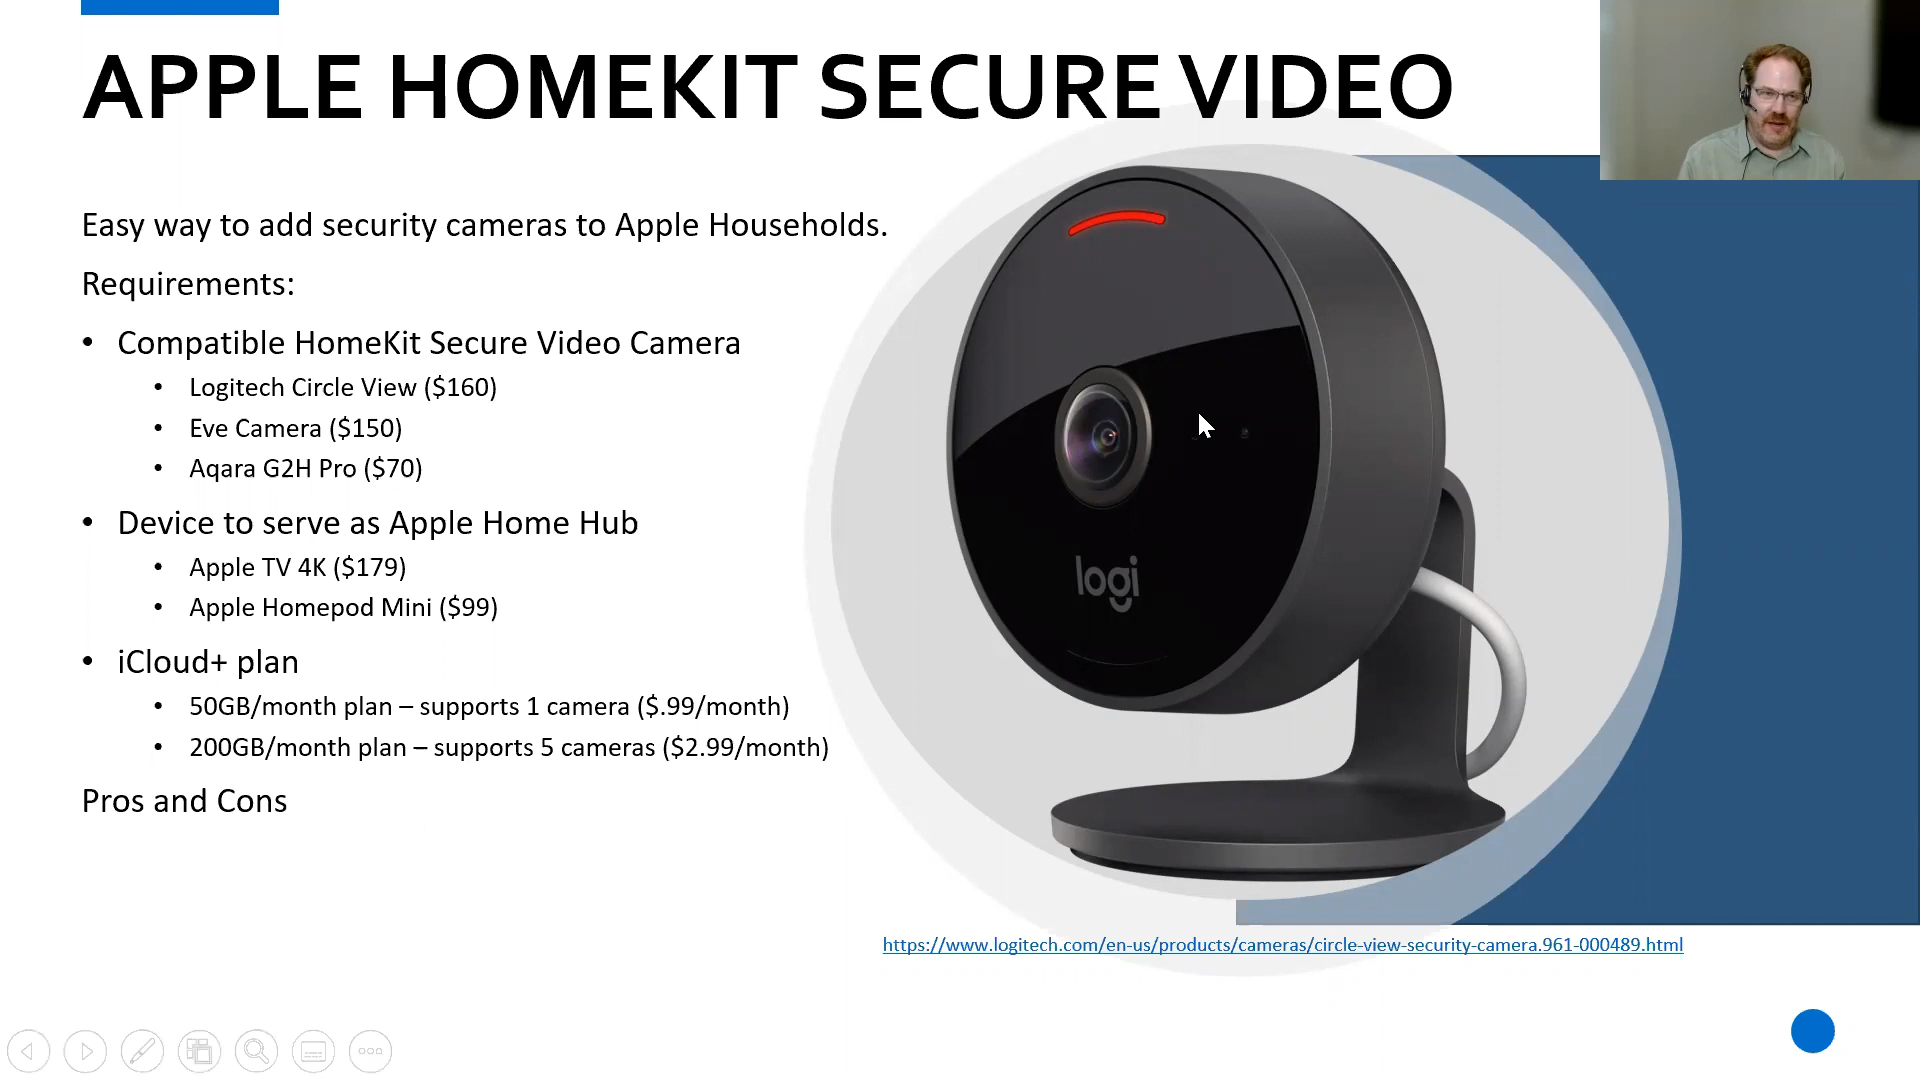 APPLE HOMEKIT SECURE VIDEO
Easy way to add security cameras to Apple Households.
Requirements:
• Compatible HomeKit Secure Video Camera
• Logitech Circle View ($160)
• Eve Camera ($150)
• Aqara G2H Pro ($70)
• Device to serve as Apple Home Hub
• Apple TV 4K ($179)
• Apple Homepod Mini ($99)
• iCloud+ plan
• 50GB/month plan – supports 1 camera ($.99/month)
• 200GB/month plan – supports 5 cameras ($2.99/month)
Pros and Cons
logi
https://www.logitech.com/en-us/products/cameras/circle-view-security-camera.961-000489.html